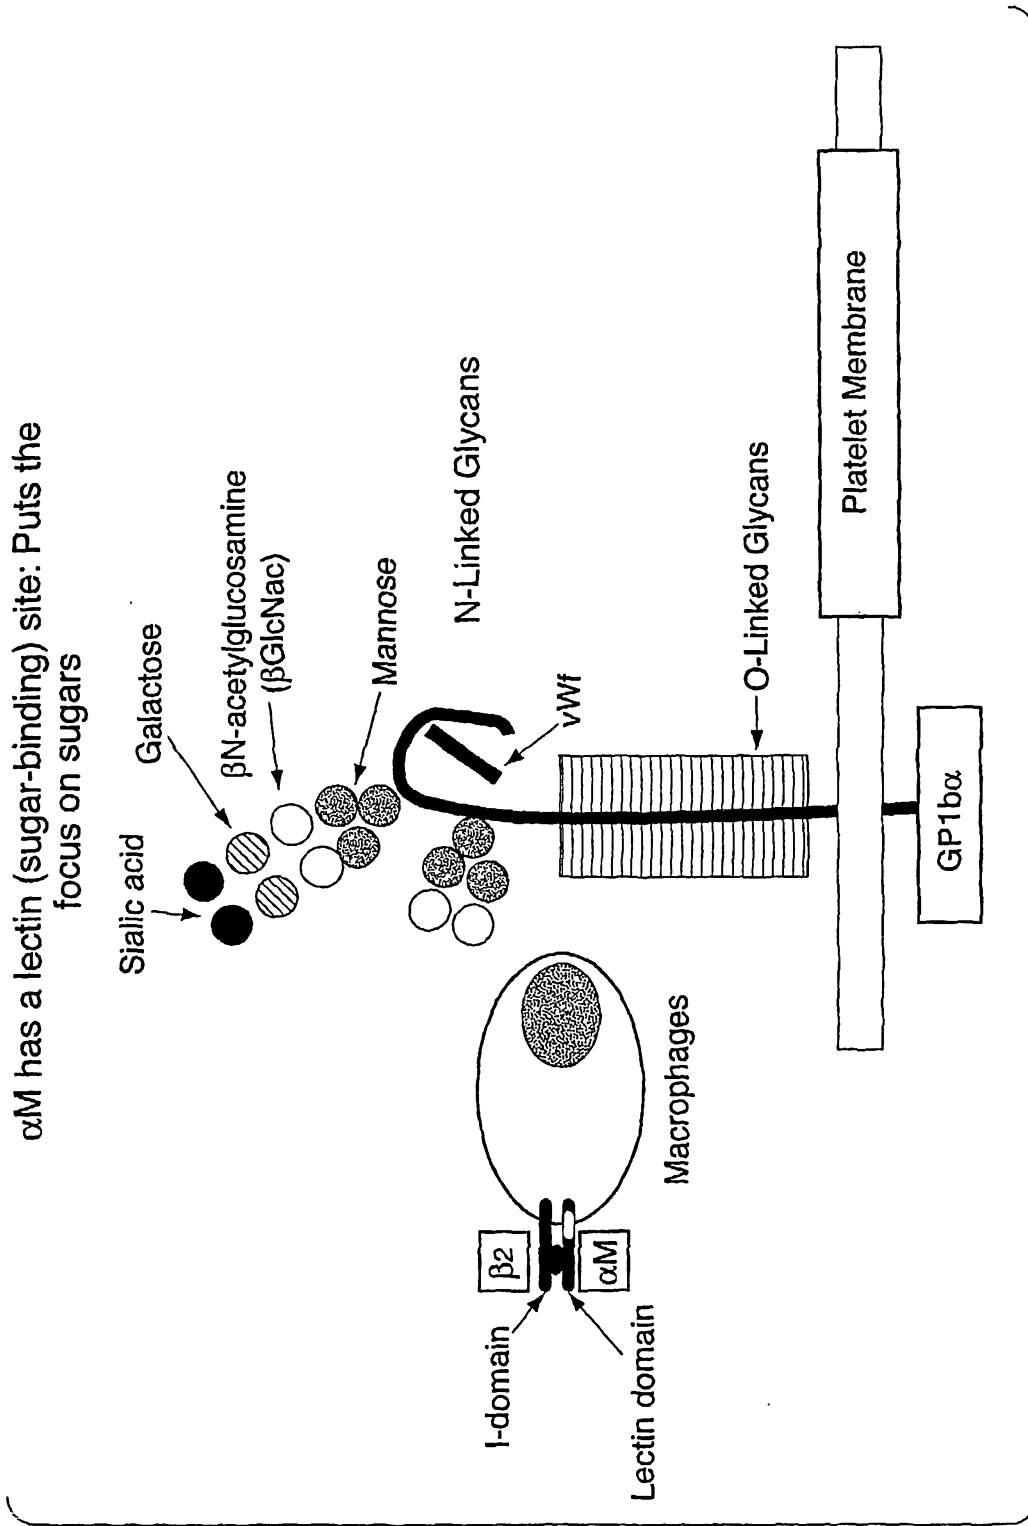 αM has a lectin (sugar-binding) site: Puts the
focus on sugars
Sialic acid
Galactose
βN-acetylglucosamine
(βGlcNac)
Mannose
N-Linked Glycans
vWf
O-Linked Glycans
β2
αM
I-domain
Lectin domain
Macrophages
Platelet Membrane
GP1bα